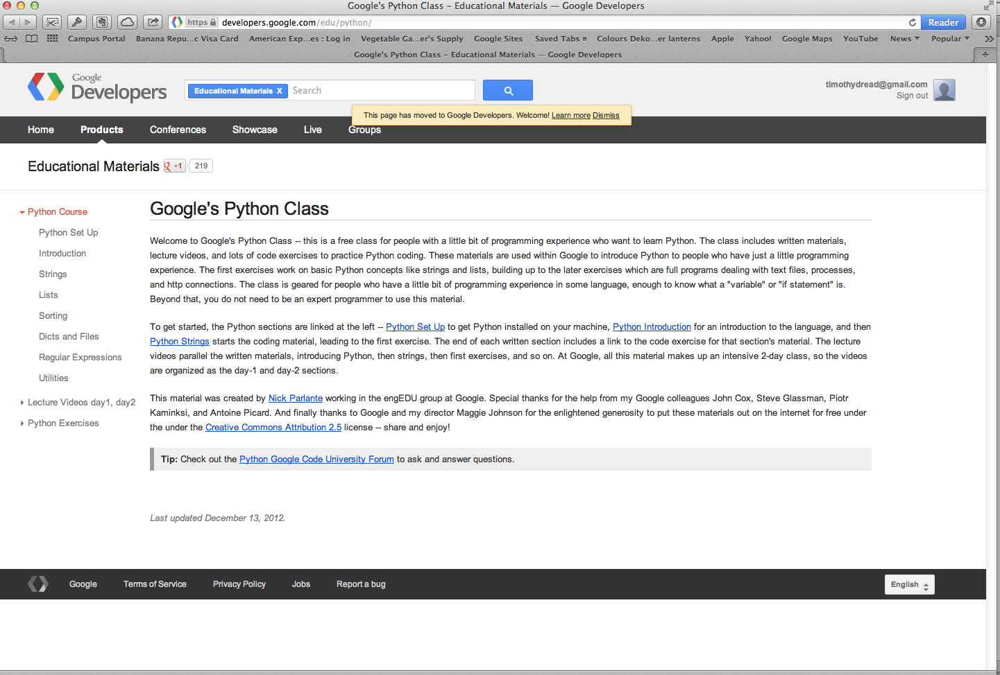 Google's Python Class – Educational Materials — Google Developers
https developers.google.com/edu/python/ Reader
Campus Portal Banana Repu...c Visa Card American Exp...es : Log in Vegetable Ga...er's Supply Google Sites Saved Tabs Colours Deko...er lanterns Apple Yahoo! Google Maps YouTube News Popular
Google's Python Class – Educational Materials — Google Developers
Google Developers
Educational Materials X Search
timothydread@gmail.com
Sign out
This page has moved to Google Developers. Welcome! Learn more Dismiss
Home Products Conferences Showcase Live Groups
Educational Materials g +1 219
Python Course
Python Set Up
Introduction
Strings
Lists
Sorting
Dicts and Files
Regular Expressions
Utilities
Lecture Videos day1, day2
Python Exercises
Google's Python Class
Welcome to Google's Python Class -- this is a free class for people with a little bit of programming experience who want to learn Python. The class includes written materials,
lecture videos, and lots of code exercises to practice Python coding. These materials are used within Google to introduce Python to people who have just a little programming
experience. The first exercises work on basic Python concepts like strings and lists, building up to the later exercises which are full programs dealing with text files, processes,
and http connections. The class is geared for people who have a little bit of programming experience in some language, enough to know what a "variable" or "if statement" is.
Beyond that, you do not need to be an expert programmer to use this material.
To get started, the Python sections are linked at the left -- Python Set Up to get Python installed on your machine, Python Introduction for an introduction to the language, and then
Python Strings starts the coding material, leading to the first exercise. The end of each written section includes a link to the code exercise for that section's material. The lecture
videos parallel the written materials, introducing Python, then strings, then first exercises, and so on. At Google, all this material makes up an intensive 2-day class, so the videos
are organized as the day-1 and day-2 sections.
This material was created by Nick Parlante working in the engEDU group at Google. Special thanks for the help from my Google colleagues John Cox, Steve Glassman, Piotr
Kaminksi, and Antoine Picard. And finally thanks to Google and my director Maggie Johnson for the enlightened generosity to put these materials out on the internet for free under
the under the Creative Commons Attribution 2.5 license -- share and enjoy!
Tip: Check out the Python Google Code University Forum to ask and answer questions.
Last updated December 13, 2012.
Google Terms of Service Privacy Policy Jobs Report a bug English